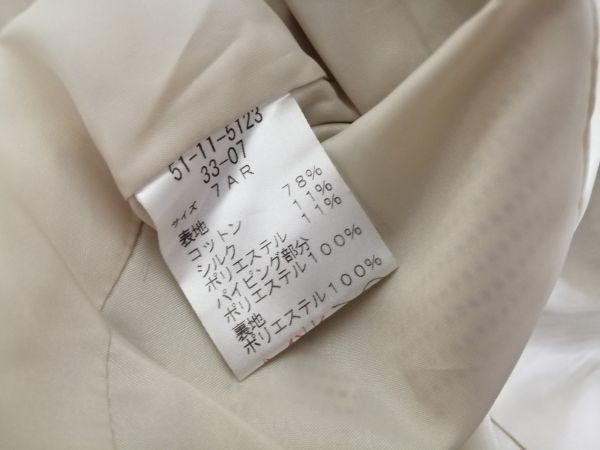 51-11-5123
33-07
サイズ 7AR
表地
コットン 78%
シルク 11%
ポリエステル 11%
パイピング部分
ポリエステル100%
裏地
ポリエステル100%